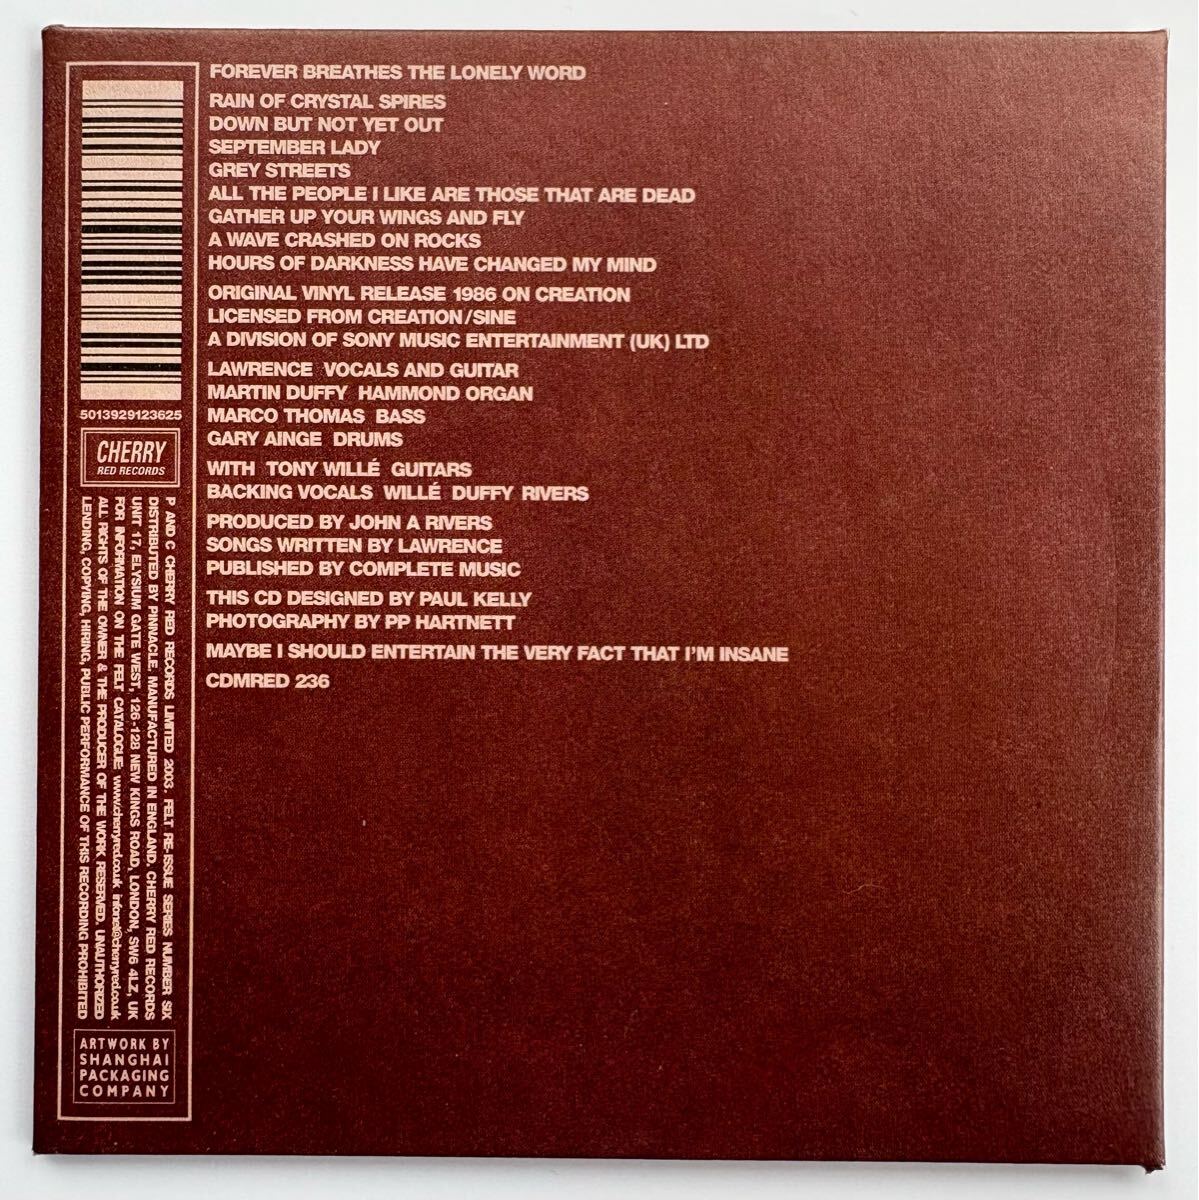 FOREVER BREATHES THE LONELY WORD
RAIN OF CRYSTAL SPIRES
DOWN BUT NOT YET OUT
SEPTEMBER LADY
GREY STREETS
ALL THE PEOPLE I LIKE ARE THOSE THAT ARE DEAD
GATHER UP YOUR WINGS AND FLY
A WAVE CRASHED ON ROCKS
HOURS OF DARKNESS HAVE CHANGED MY MIND
ORIGINAL VINYL RELEASE 1986 ON CREATION
LICENSED FROM CREATION/SINE
A DIVISION OF SONY MUSIC ENTERTAINMENT (UK) LTD
LAWRENCE VOCALS AND GUITAR
MARTIN DUFFY HAMMOND ORGAN
MARCO THOMAS BASS
GARY AINGE DRUMS
WITH TONY WILLÉ GUITARS
BACKING VOCALS WILLÉ DUFFY RIVERS
PRODUCED BY JOHN A RIVERS
SONGS WRITTEN BY LAWRENCE
PUBLISHED BY COMPLETE MUSIC
THIS CD DESIGNED BY PAUL KELLY
PHOTOGRAPHY BY PP HARTNETT
MAYBE I SHOULD ENTERTAIN THE VERY FACT THAT I'M INSANE
CDMRED 236
5013929123625
CHERRY
RED RECORDS
P AND C CHERRY RED RECORDS LIMITED 2003. FELT RE-ISSUE SERIES NUMBER SIX
DISTRIBUTED BY PINNACLE. MANUFACTURED IN ENGLAND. CHERRY RED RECORDS
UNIT 17, ELYSIUM GATE WEST, 126-128 NEW KINGS ROAD, LONDON, SW6 4LZ, UK
FOR INFORMATION ON THE FELT CATALOGUE: www.cherryred.co.uk infonet@cherryred.co.uk
ALL RIGHTS OF THE OWNER & THE PRODUCER OF THE WORK RESERVED. UNAUTHORIZED
LENDING, COPYING, HIRING, PUBLIC PERFORMANCE OF THIS RECORDING PROHIBITED
ARTWORK BY
SHANGHAI
PACKAGING
COMPANY